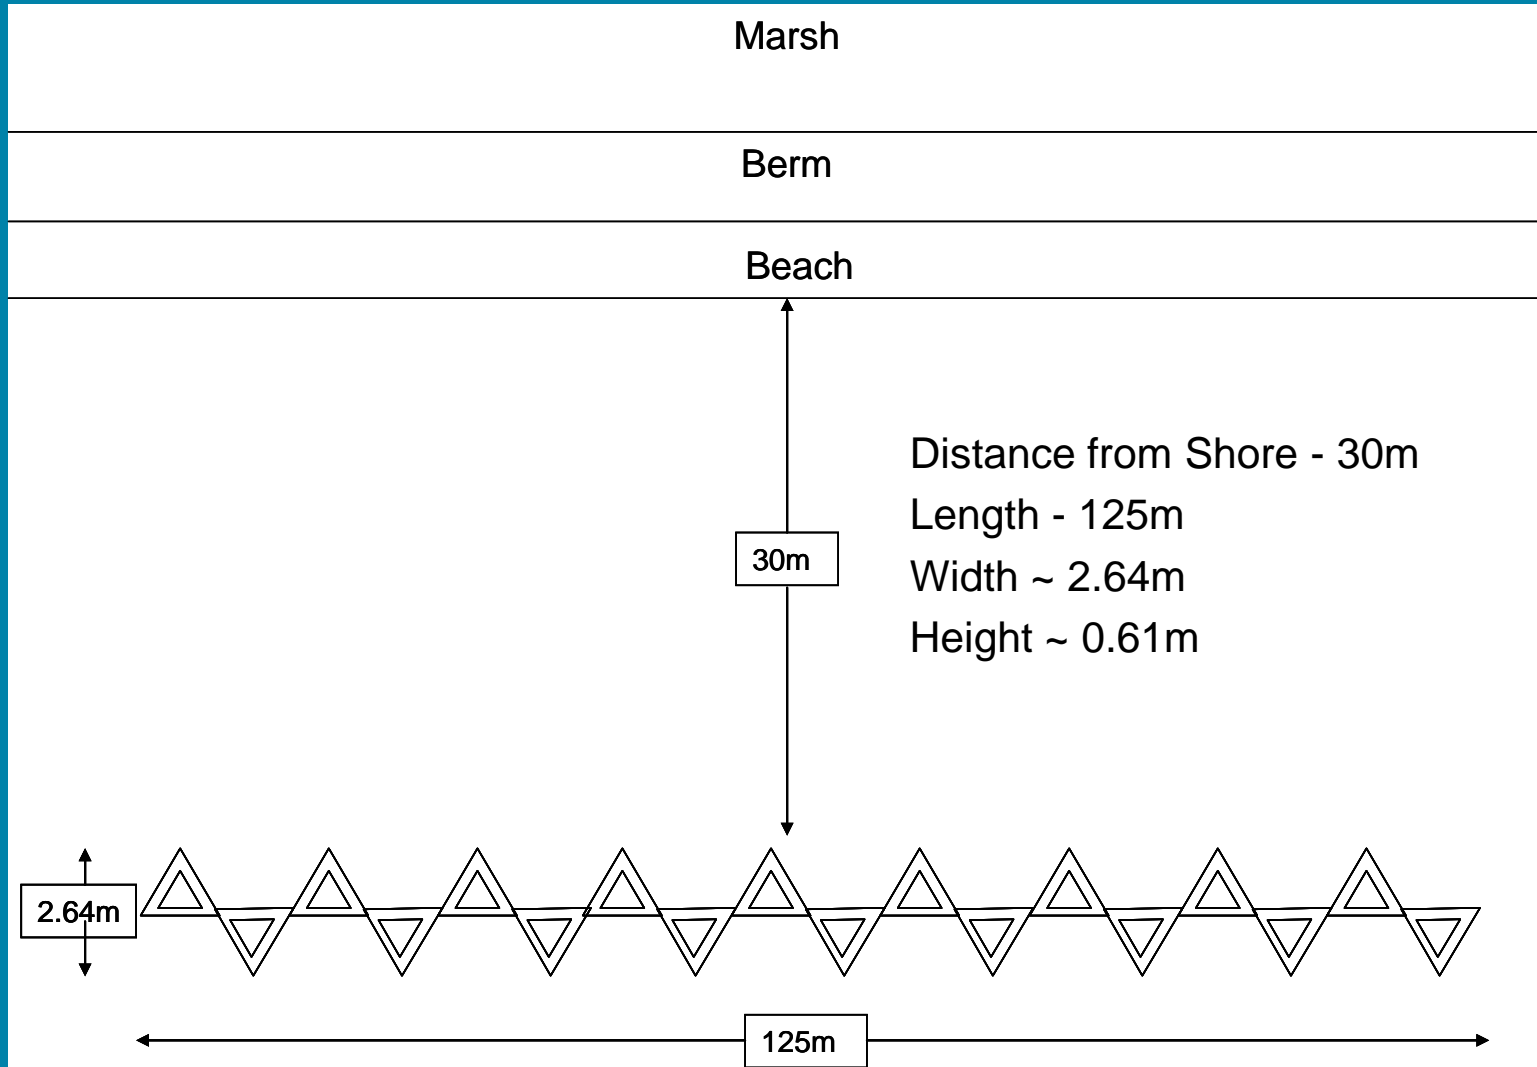 Marsh
Berm
Beach
Distance from Shore - 30m
Length - 125m
30m
Width ~ 2.64m
Height ~ 0.61m
2.64m
125m